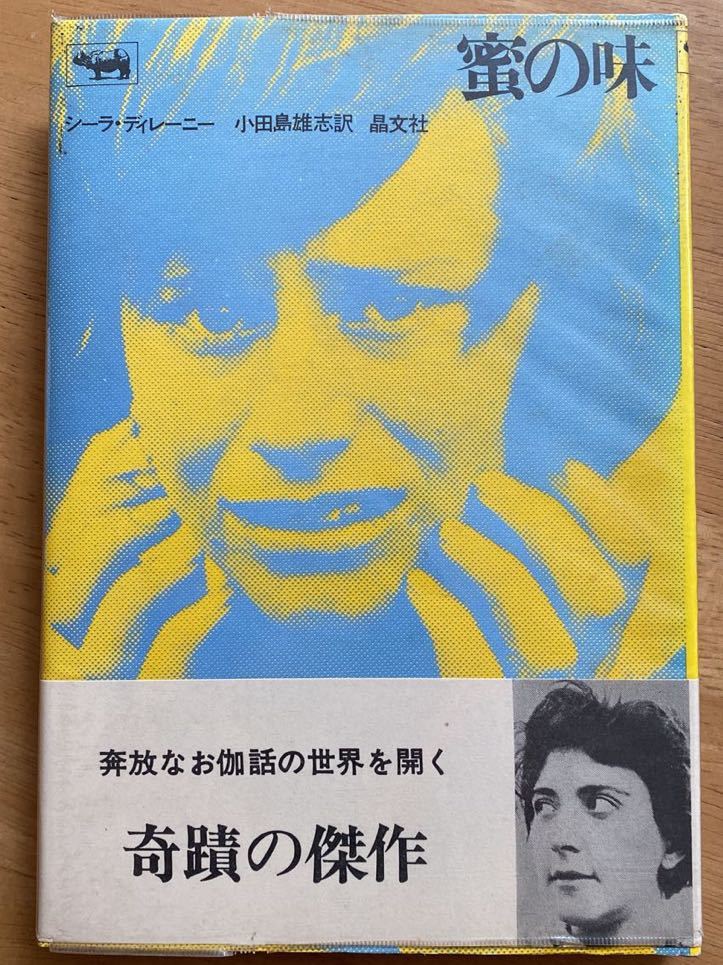 蜜の味
シーラ・ディレーニー 小田島雄志訳 晶文社
奔放なお伽話の世界を開く
奇蹟の傑作